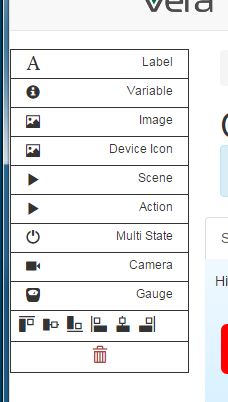 vera
A Label
Variable
Image
Device Icon
Scene
Action
Multi State
Camera
Gauge
S
Hi